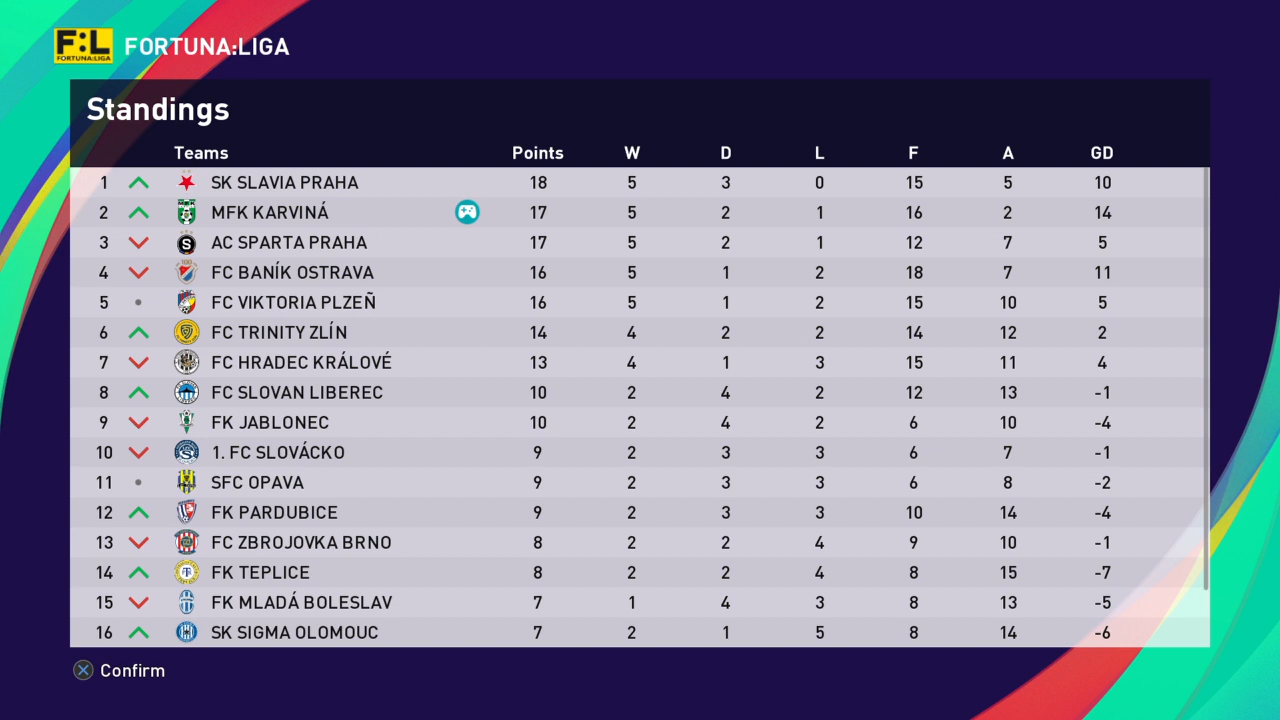 F:L FORTUNA:LIGA
FORTUNA:LIGA
Standings
Teams Points W D L F A GD
1 SK SLAVIA PRAHA 18 5 3 0 15 5 10
2 MFK KARVINÁ 17 5 2 1 16 2 14
3 AC SPARTA PRAHA 17 5 2 1 12 7 5
4 FC BANÍK OSTRAVA 16 5 1 2 18 7 11
5 FC VIKTORIA PLZEÑ 16 5 1 2 15 10 5
6 FC TRINITY ZLÍN 14 4 2 2 14 12 2
7 FC HRADEC KRÁLOVÉ 13 4 1 3 15 11 4
8 FC SLOVAN LIBEREC 10 2 4 2 12 13 -1
9 FK JABLONEC 10 2 4 2 6 10 -4
10 1. FC SLOVÁCKO 9 2 3 3 6 7 -1
11 SFC OPAVA 9 2 3 3 6 8 -2
12 FK PARDUBICE 9 2 3 3 10 14 -4
13 FC ZBROJOVKA BRNO 8 2 2 4 9 10 -1
14 FK TEPLICE 8 2 2 4 8 15 -7
15 FK MLADÁ BOLESLAV 7 1 4 3 8 13 -5
16 SK SIGMA OLOMOUC 7 2 1 5 8 14 -6
Confirm